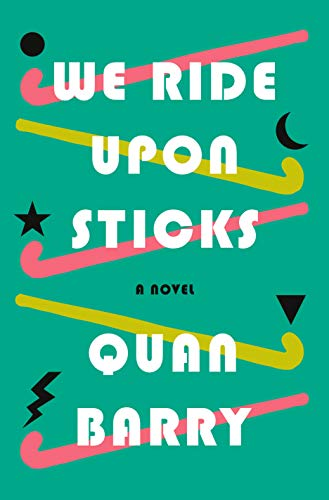 WE RIDE
UPON
STICKS
A NOVEL
QUAN
BARRY